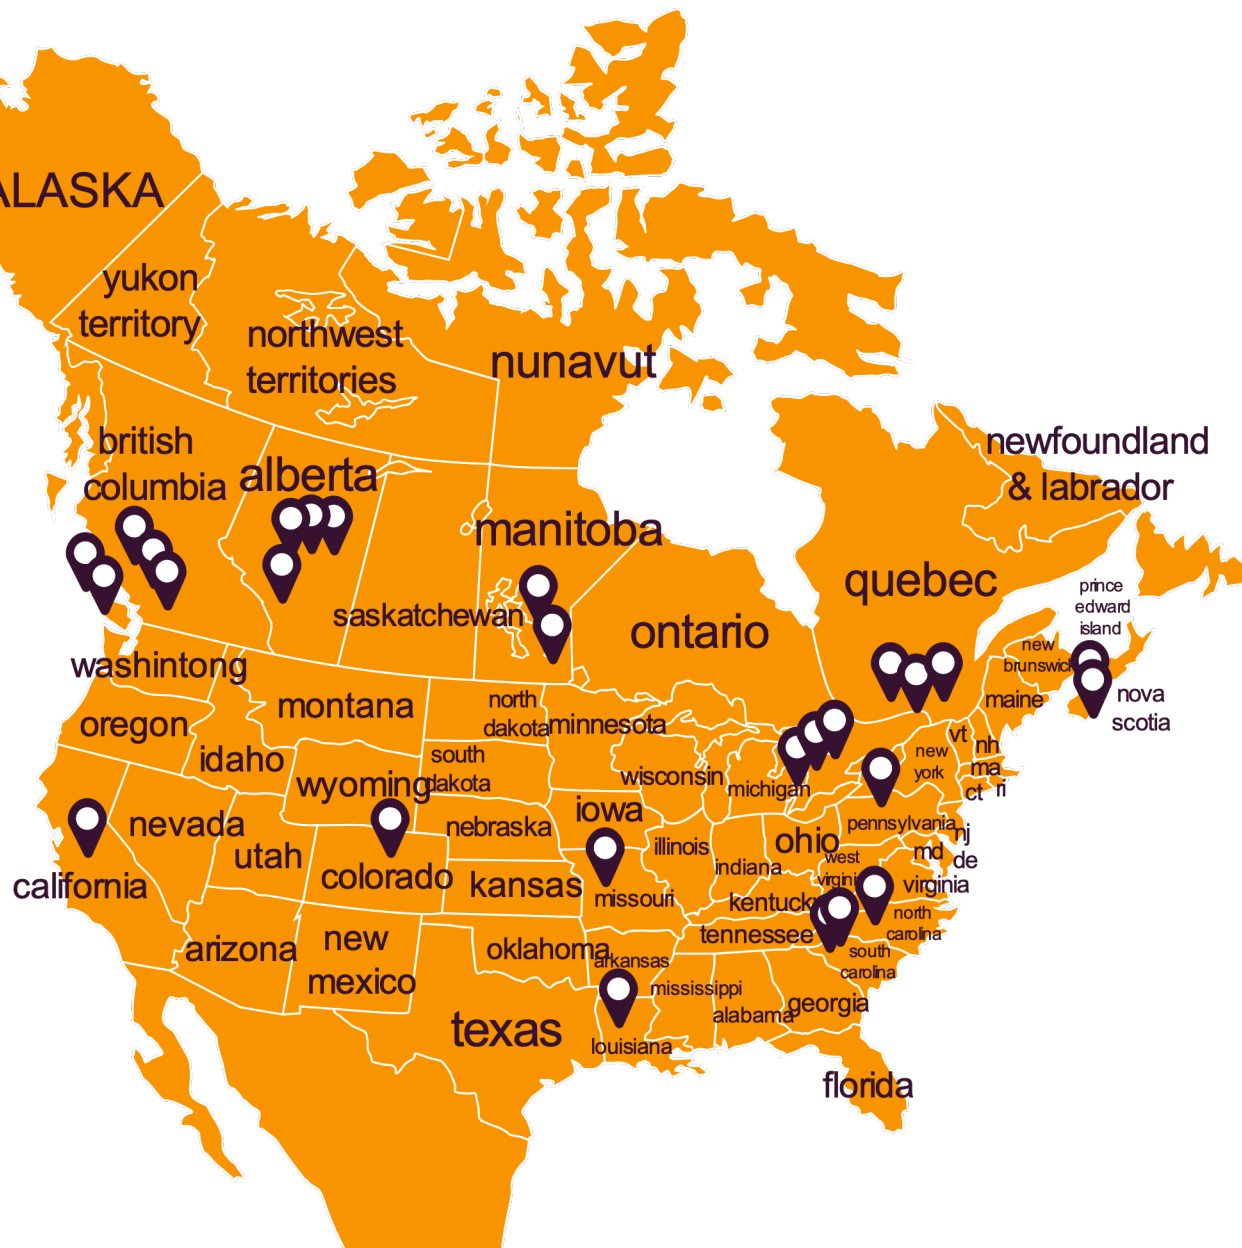 ALASKA
yukon
territory
northwest
territories
nunavut
british
columbia
alberta
newfoundland
& labrador
manitoba
saskatchewan
ontario
quebec
prince
edward
island
new
brunswick
nova
scotia
washintong
oregon
idaho
montana
north
dakota
minnesota
south
dakota
wyoming
wisconsin
michigan
maine
vt
nh
new
york
ma
ct
ri
nevada
utah
california
colorado
nebraska
iowa
kansas
illinois
indiana
ohio
pennsylvania
nj
md
de
west
virginia
virginia
missouri
kentucky
north
carolina
tennessee
south
carolina
arizona
new
mexico
oklahoma
arkansas
mississippi
alabama
georgia
texas
louisiana
florida